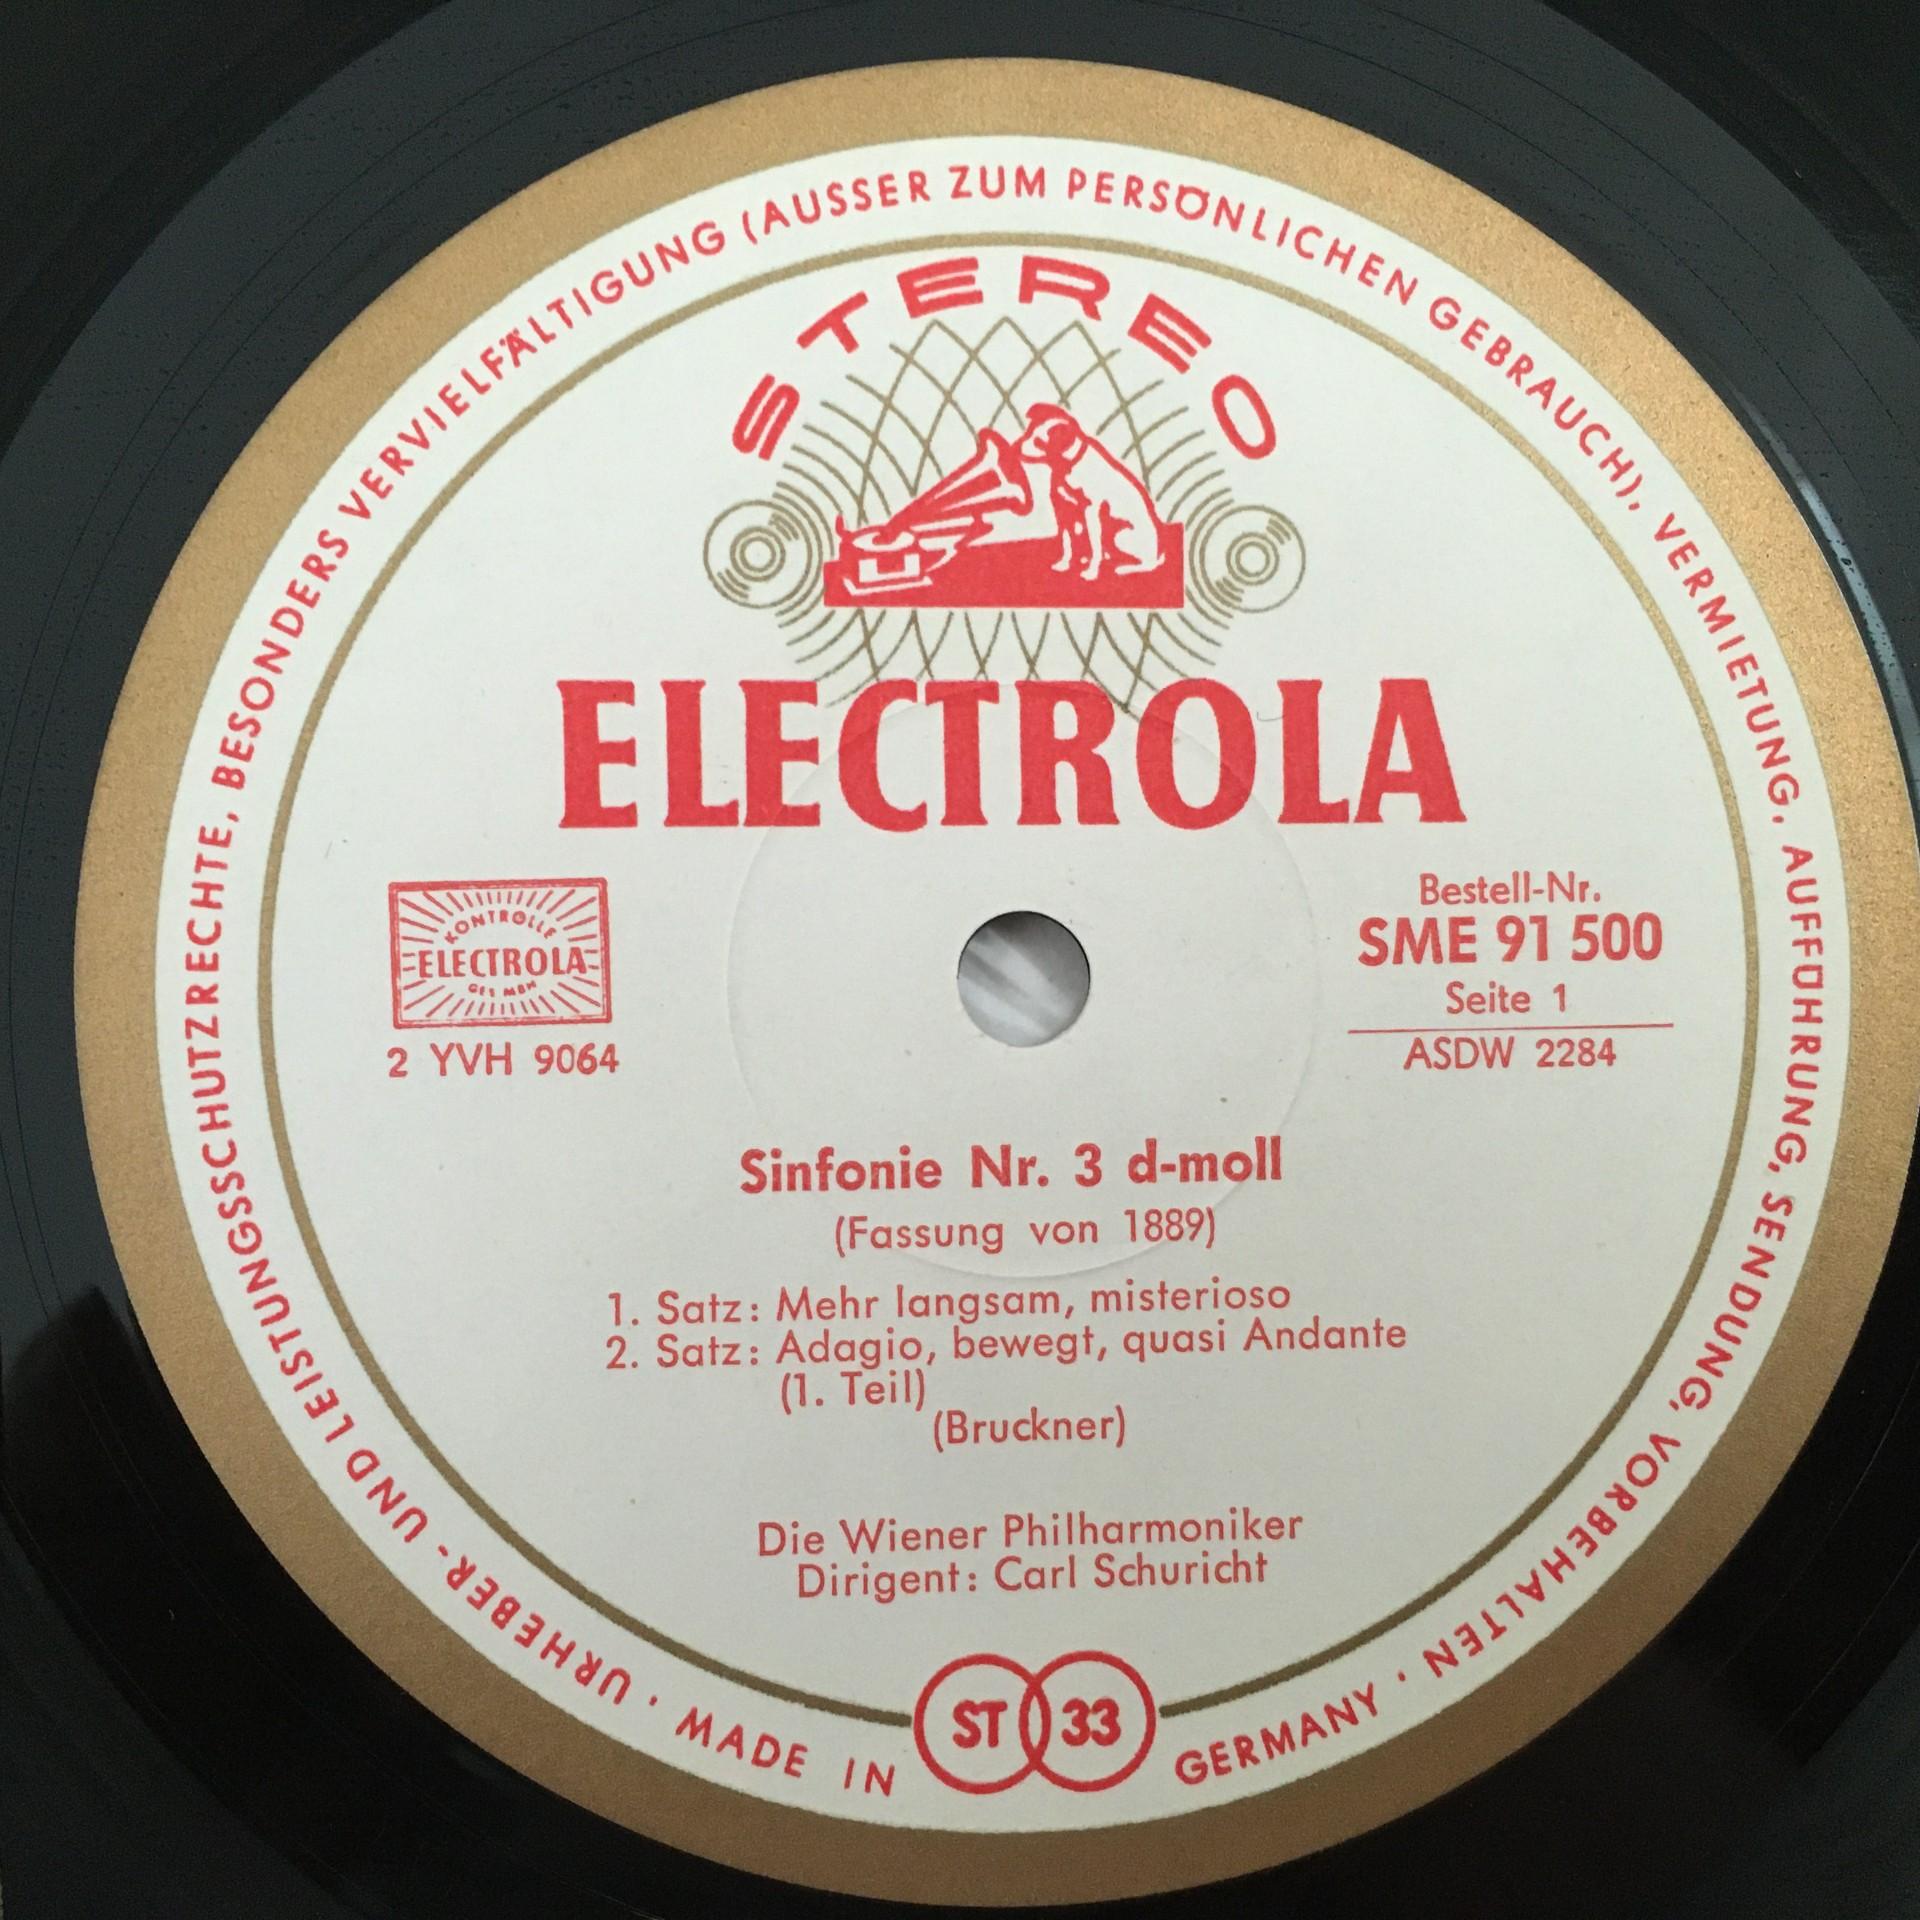 URHEBER- UND LEISTUNGSSCHUTZRECHTE, BESONDERS VERVIELFÄLTIGUNG (AUSSER ZUM PERSÖNLICHEN GEBRAUCH), VERMIETUNG, AUFFÜHRUNG, SENDUNG, VORBEHALTEN ·
STEREO
ELECTROLA
KONTROLLE
ELECTROLA
GES MBH
2 YVH 9064
Bestell-Nr.
SME 91 500
Seite 1
ASDW 2284
Sinfonie Nr. 3 d-moll
(Fassung von 1889)
1. Satz: Mehr langsam, misterioso
2. Satz: Adagio, bewegt, quasi Andante
(1. Teil)
(Bruckner)
Die Wiener Philharmoniker
Dirigent: Carl Schuricht
ST 33
· MADE IN GERMANY ·